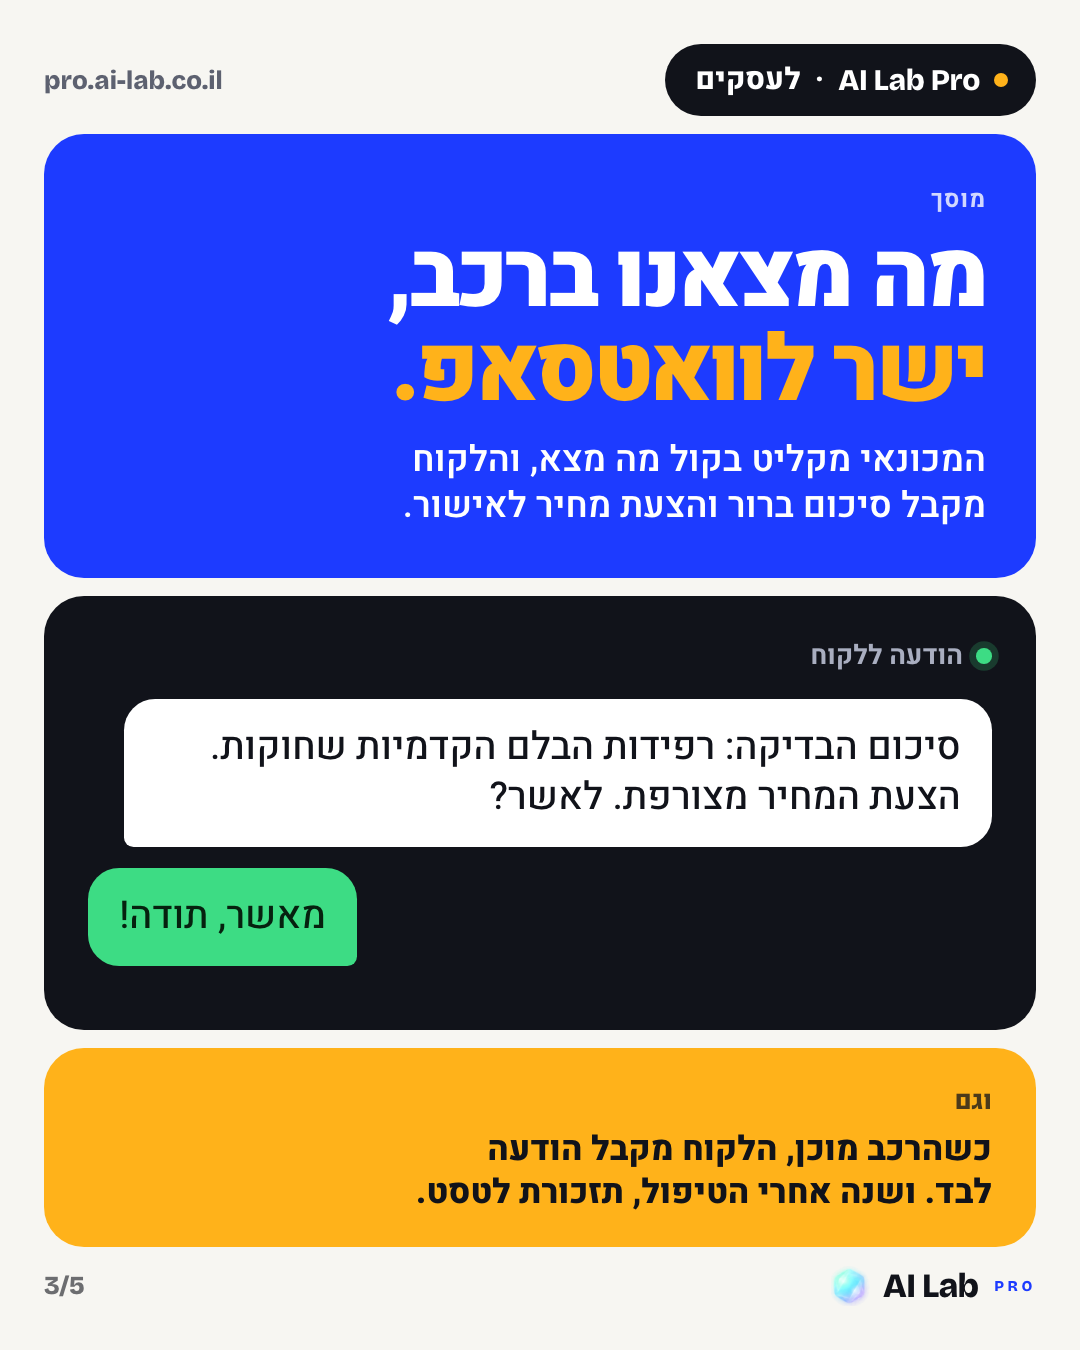 AI Lab Pro · לעסקים
pro.ai-lab.co.il
מוסך
מה מצאנו ברכב,
ישר לוואטסאפ.
המכונאי מקליט בקול מה מצא, והלקוח
מקבל סיכום ברור והצעת מחיר לאישור.
הודעה ללקוח
סיכום הבדיקה: רפידות הבלם הקדמיות שחוקות.
הצעת המחיר מצורפת. לאשר?
מאשר, תודה!
וגם
כשהרכב מוכן, הלקוח מקבל הודעה
לבד. ושנה אחרי הטיפול, תזכורת לטסט.
AI Lab PRO
3/5